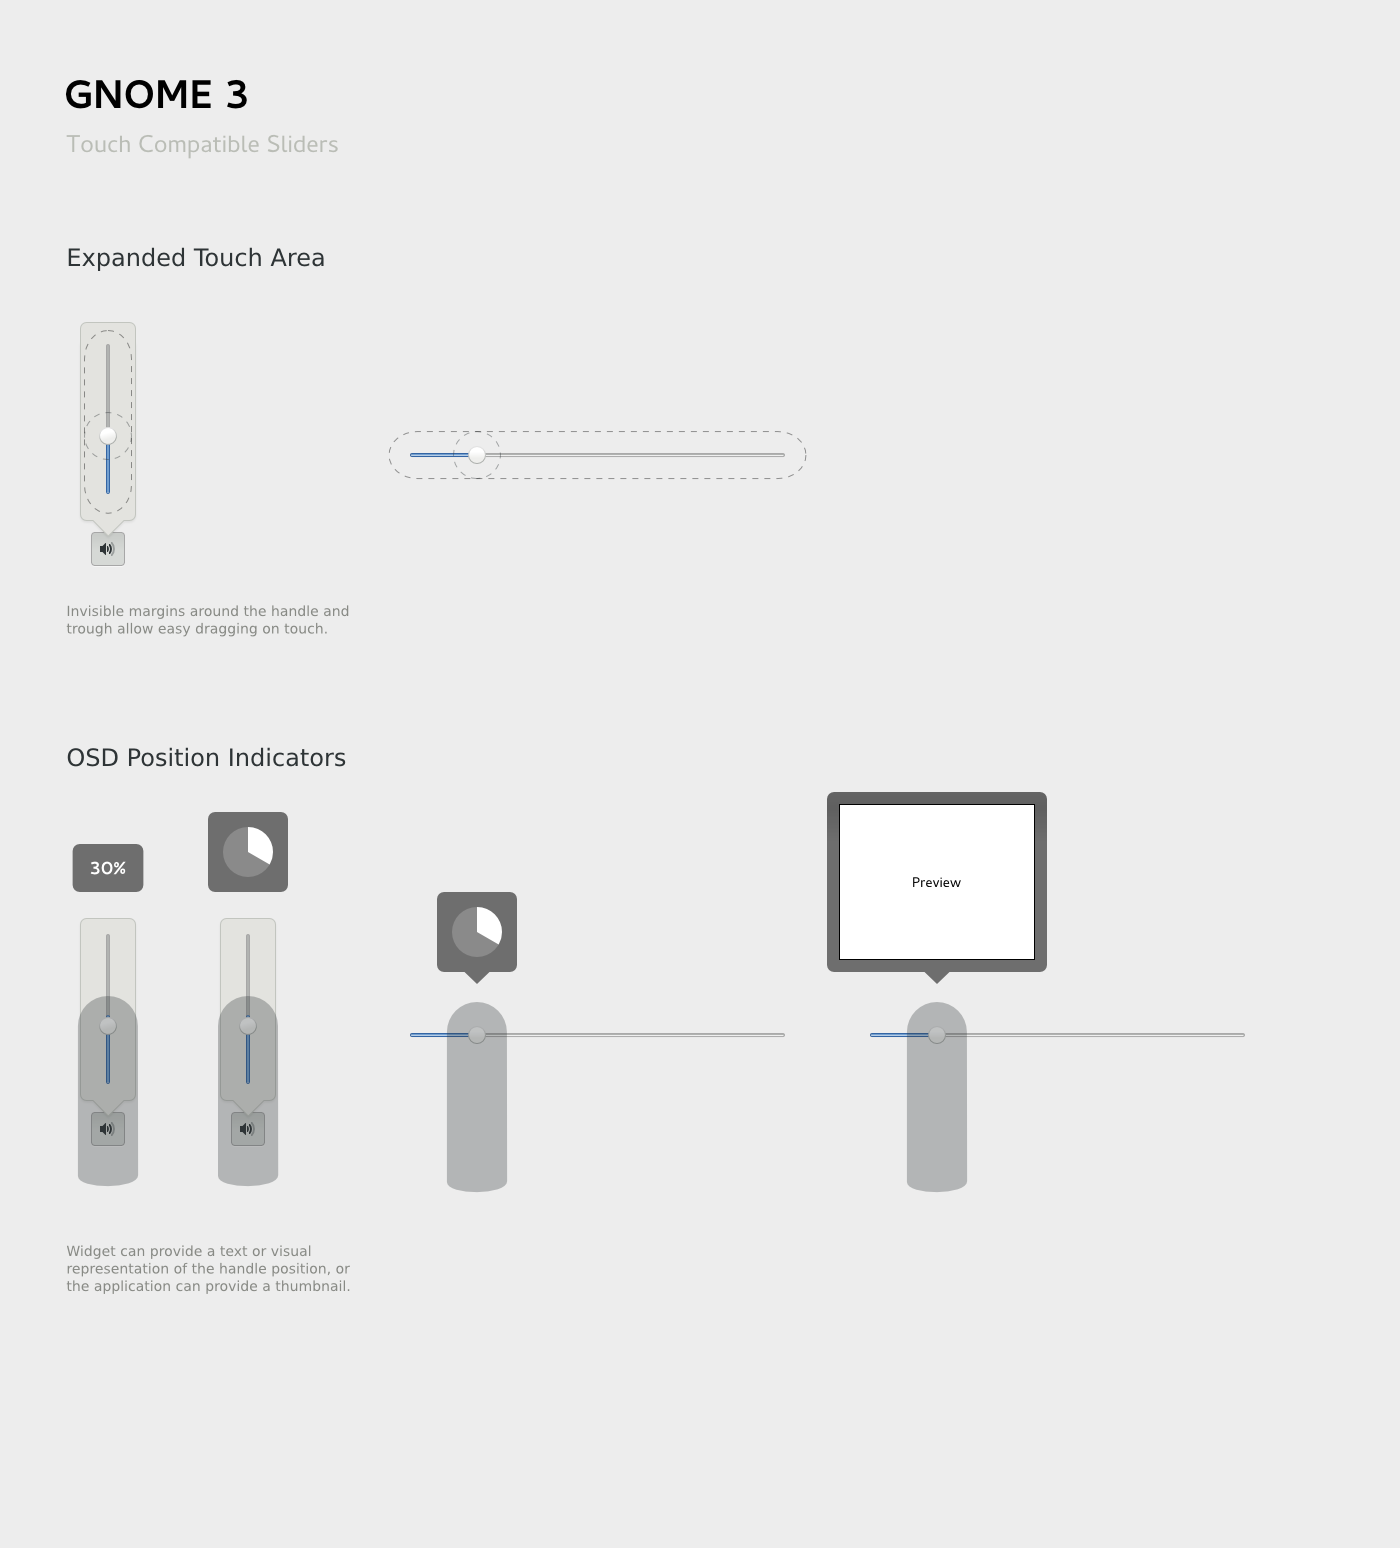 GNOME 3
Touch Compatible Sliders
Expanded Touch Area
Invisible margins around the handle and
trough allow easy dragging on touch.
OSD Position Indicators
30%
Preview
Widget can provide a text or visual
representation of the handle position, or
the application can provide a thumbnail.